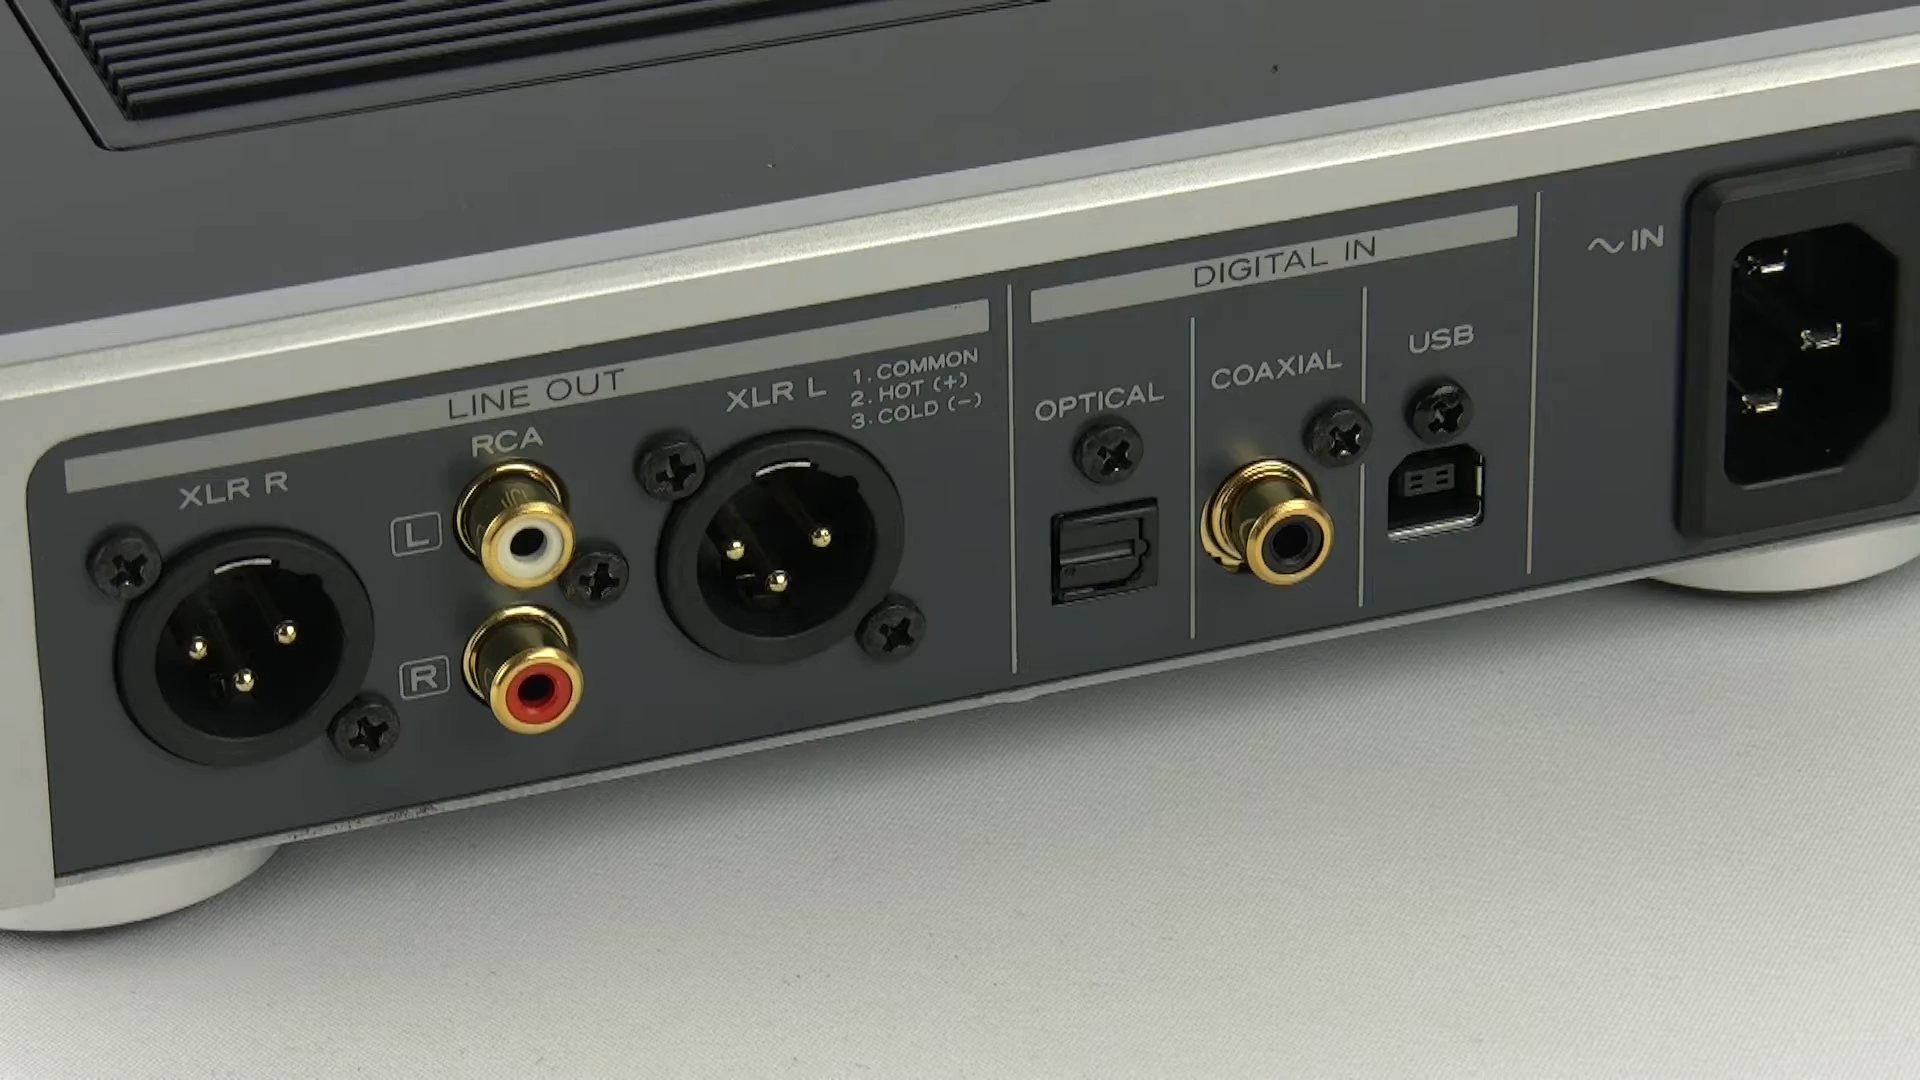 LINE OUT
XLR R
RCA
L
R
XLR L
1. COMMON
2. HOT (+)
3. COLD (−)
DIGITAL IN
OPTICAL
COAXIAL
USB
~ IN